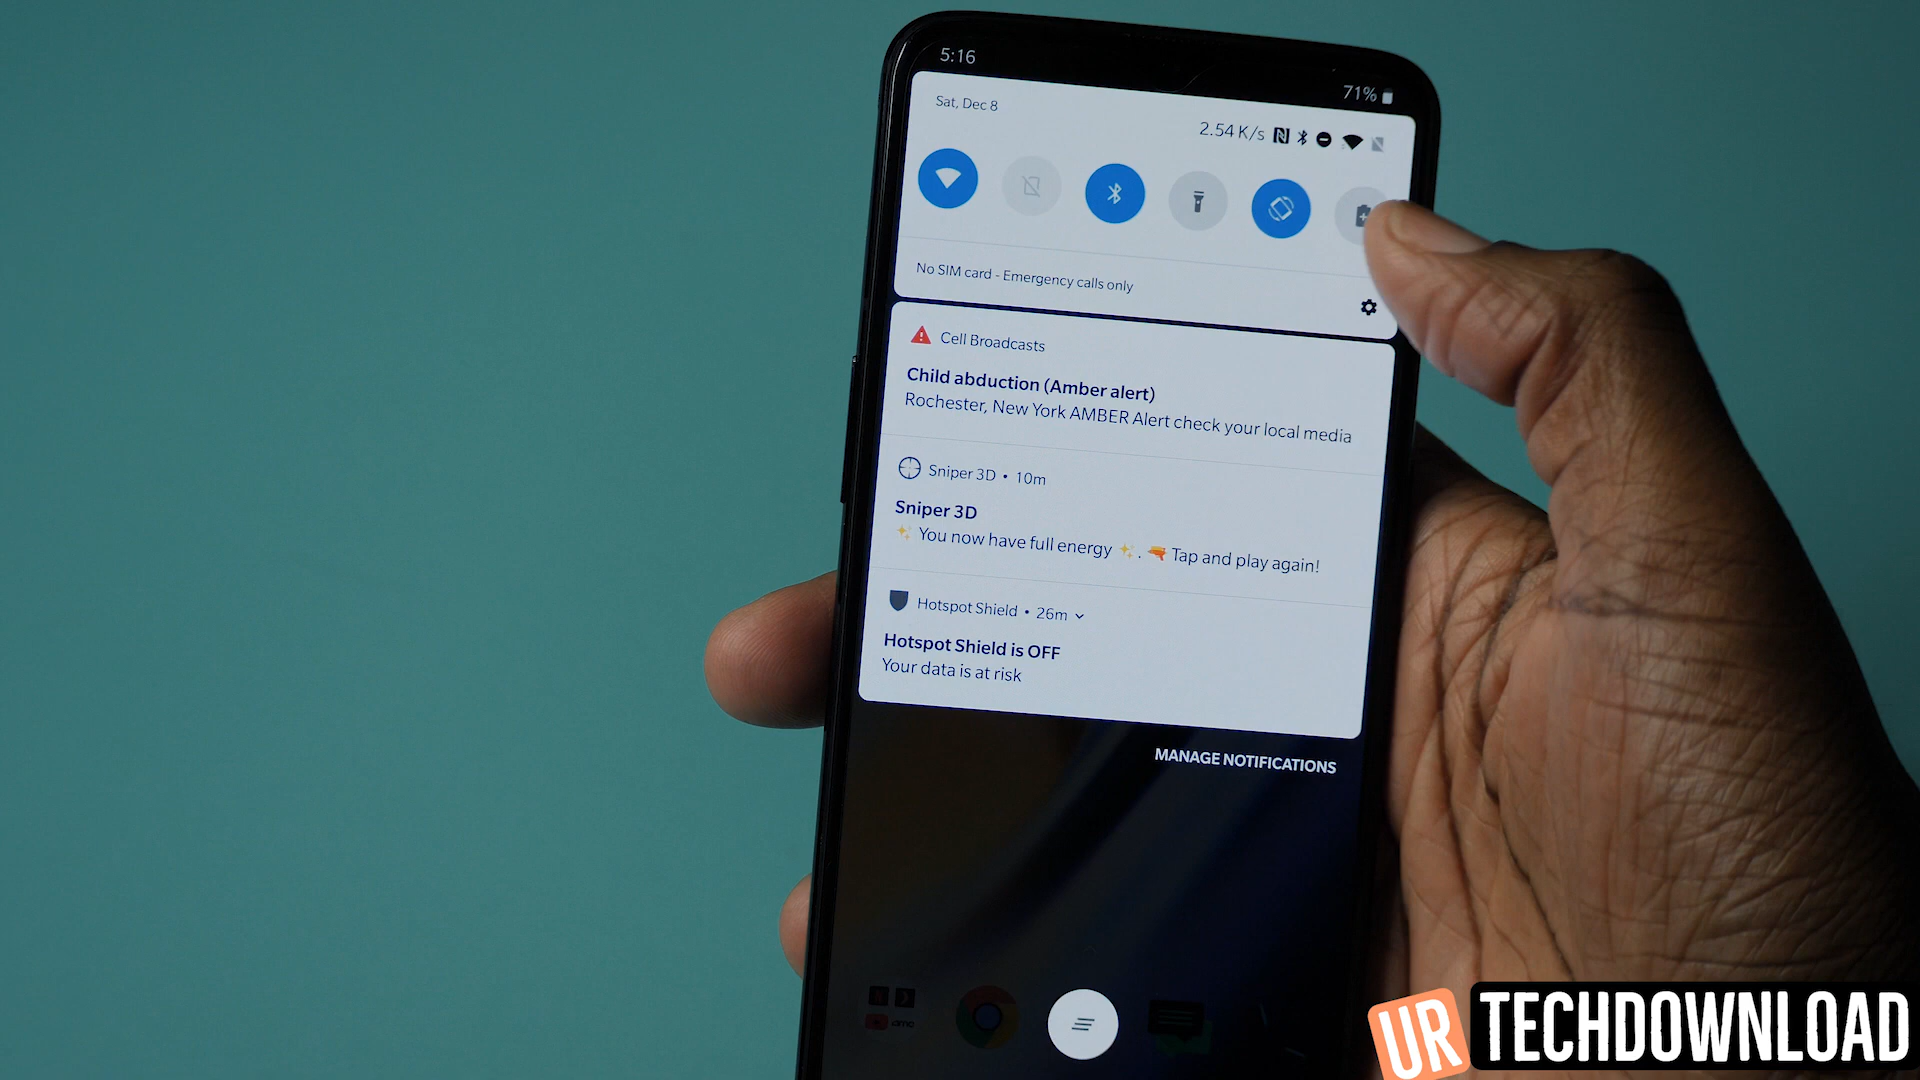 5:16
71%
Sat, Dec 8
2.54 K/s
No SIM card - Emergency calls only
Cell Broadcasts
Child abduction (Amber alert)
Rochester, New York AMBER Alert check your local media
Sniper 3D • 10m
Sniper 3D
✨ You now have full energy ✨. 🔫 Tap and play again!
Hotspot Shield • 26m
Hotspot Shield is OFF
Your data is at risk
MANAGE NOTIFICATIONS
amc
UR TECHDOWNLOAD